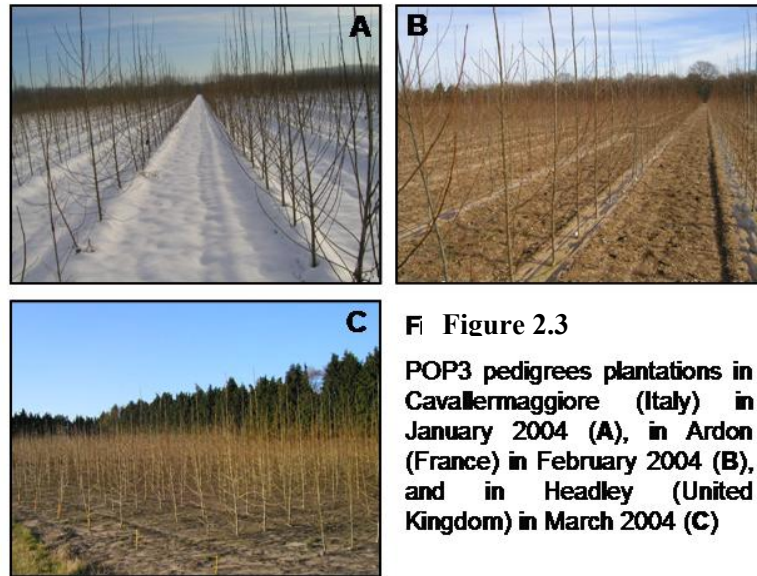 A
B
C
Fi Figure 2.3
POP3 pedigrees plantations in
Cavallermaggiore (Italy) in
January 2004 (A), in Ardon
(France) in February 2004 (B),
and in Headley (United
Kingdom) in March 2004 (C)